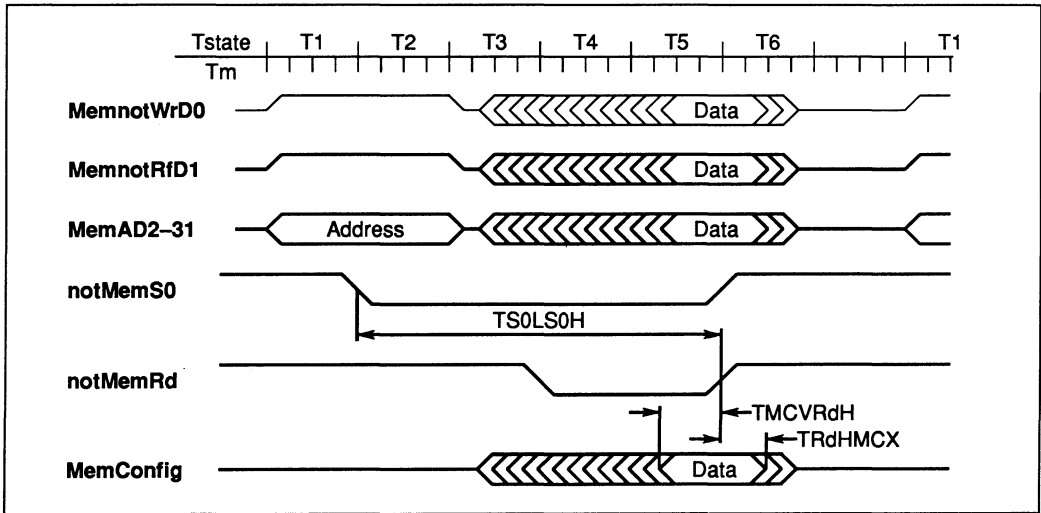 Tstate T1 T2 T3 T4 T5 T6 T1
Tm
MemnotWrD0 Data
MemnotRfD1 Data
MemAD2–31 Address Data
notMemS0
TS0LS0H
notMemRd
TMCVRdH
TRdHMCX
MemConfig Data